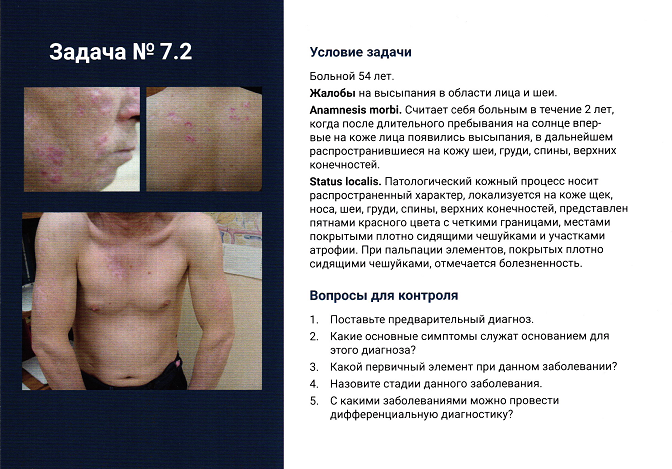 Задача № 7.2
Условие задачи
Больной 54 лет.
Жалобы на высыпания в области лица и шеи.
Anamnesis morbi. Считает себя больным в течение 2 лет,
когда после длительного пребывания на солнце впер-
вые на коже лица появились высыпания, в дальнейшем
распространившиеся на кожу шеи, груди, спины, верхних
конечностей.
Status localis. Патологический кожный процесс носит
распространенный характер, локализуется на коже щек,
носа, шеи, груди, спины, верхних конечностей, представлен
пятнами красного цвета с четкими границами, местами
покрытыми плотно сидящими чешуйками и участками
атрофии. При пальпации элементов, покрытых плотно
сидящими чешуйками, отмечается болезненность.
Вопросы для контроля
1. Поставьте предварительный диагноз.
2. Какие основные симптомы служат основанием для
этого диагноза?
3. Какой первичный элемент при данном заболевании?
4. Назовите стадии данного заболевания.
5. С какими заболеваниями можно провести
дифференциальную диагностику?